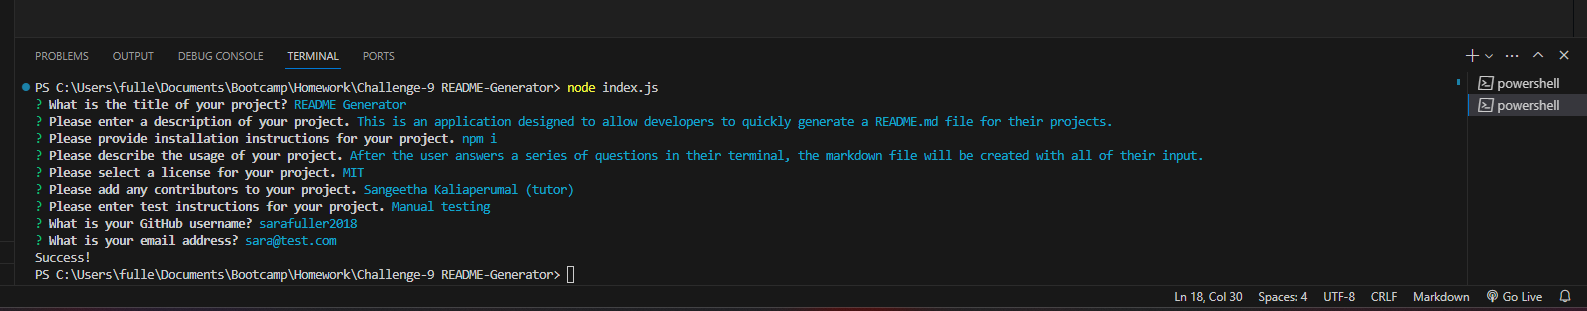 PROBLEMS OUTPUT DEBUG CONSOLE TERMINAL PORTS
PS C:\Users\fulle\Documents\Bootcamp\Homework\Challenge-9 README-Generator> node index.js
? What is the title of your project? README Generator
? Please enter a description of your project. This is an application designed to allow developers to quickly generate a README.md file for their projects.
? Please provide installation instructions for your project. npm i
? Please describe the usage of your project. After the user answers a series of questions in their terminal, the markdown file will be created with all of their input.
? Please select a license for your project. MIT
? Please add any contributors to your project. Sangeetha Kaliaperumal (tutor)
? Please enter test instructions for your project. Manual testing
? What is your GitHub username? sarafuller2018
? What is your email address? sara@test.com
Success!
PS C:\Users\fulle\Documents\Bootcamp\Homework\Challenge-9 README-Generator>
powershell
powershell
Ln 18, Col 30 Spaces: 4 UTF-8 CRLF Markdown Go Live